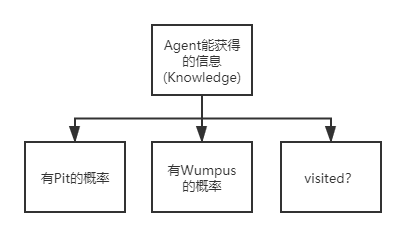 Agent能获得
的信息
(Knowledge)
有Pit的概率
有Wumpus
的概率
visited?